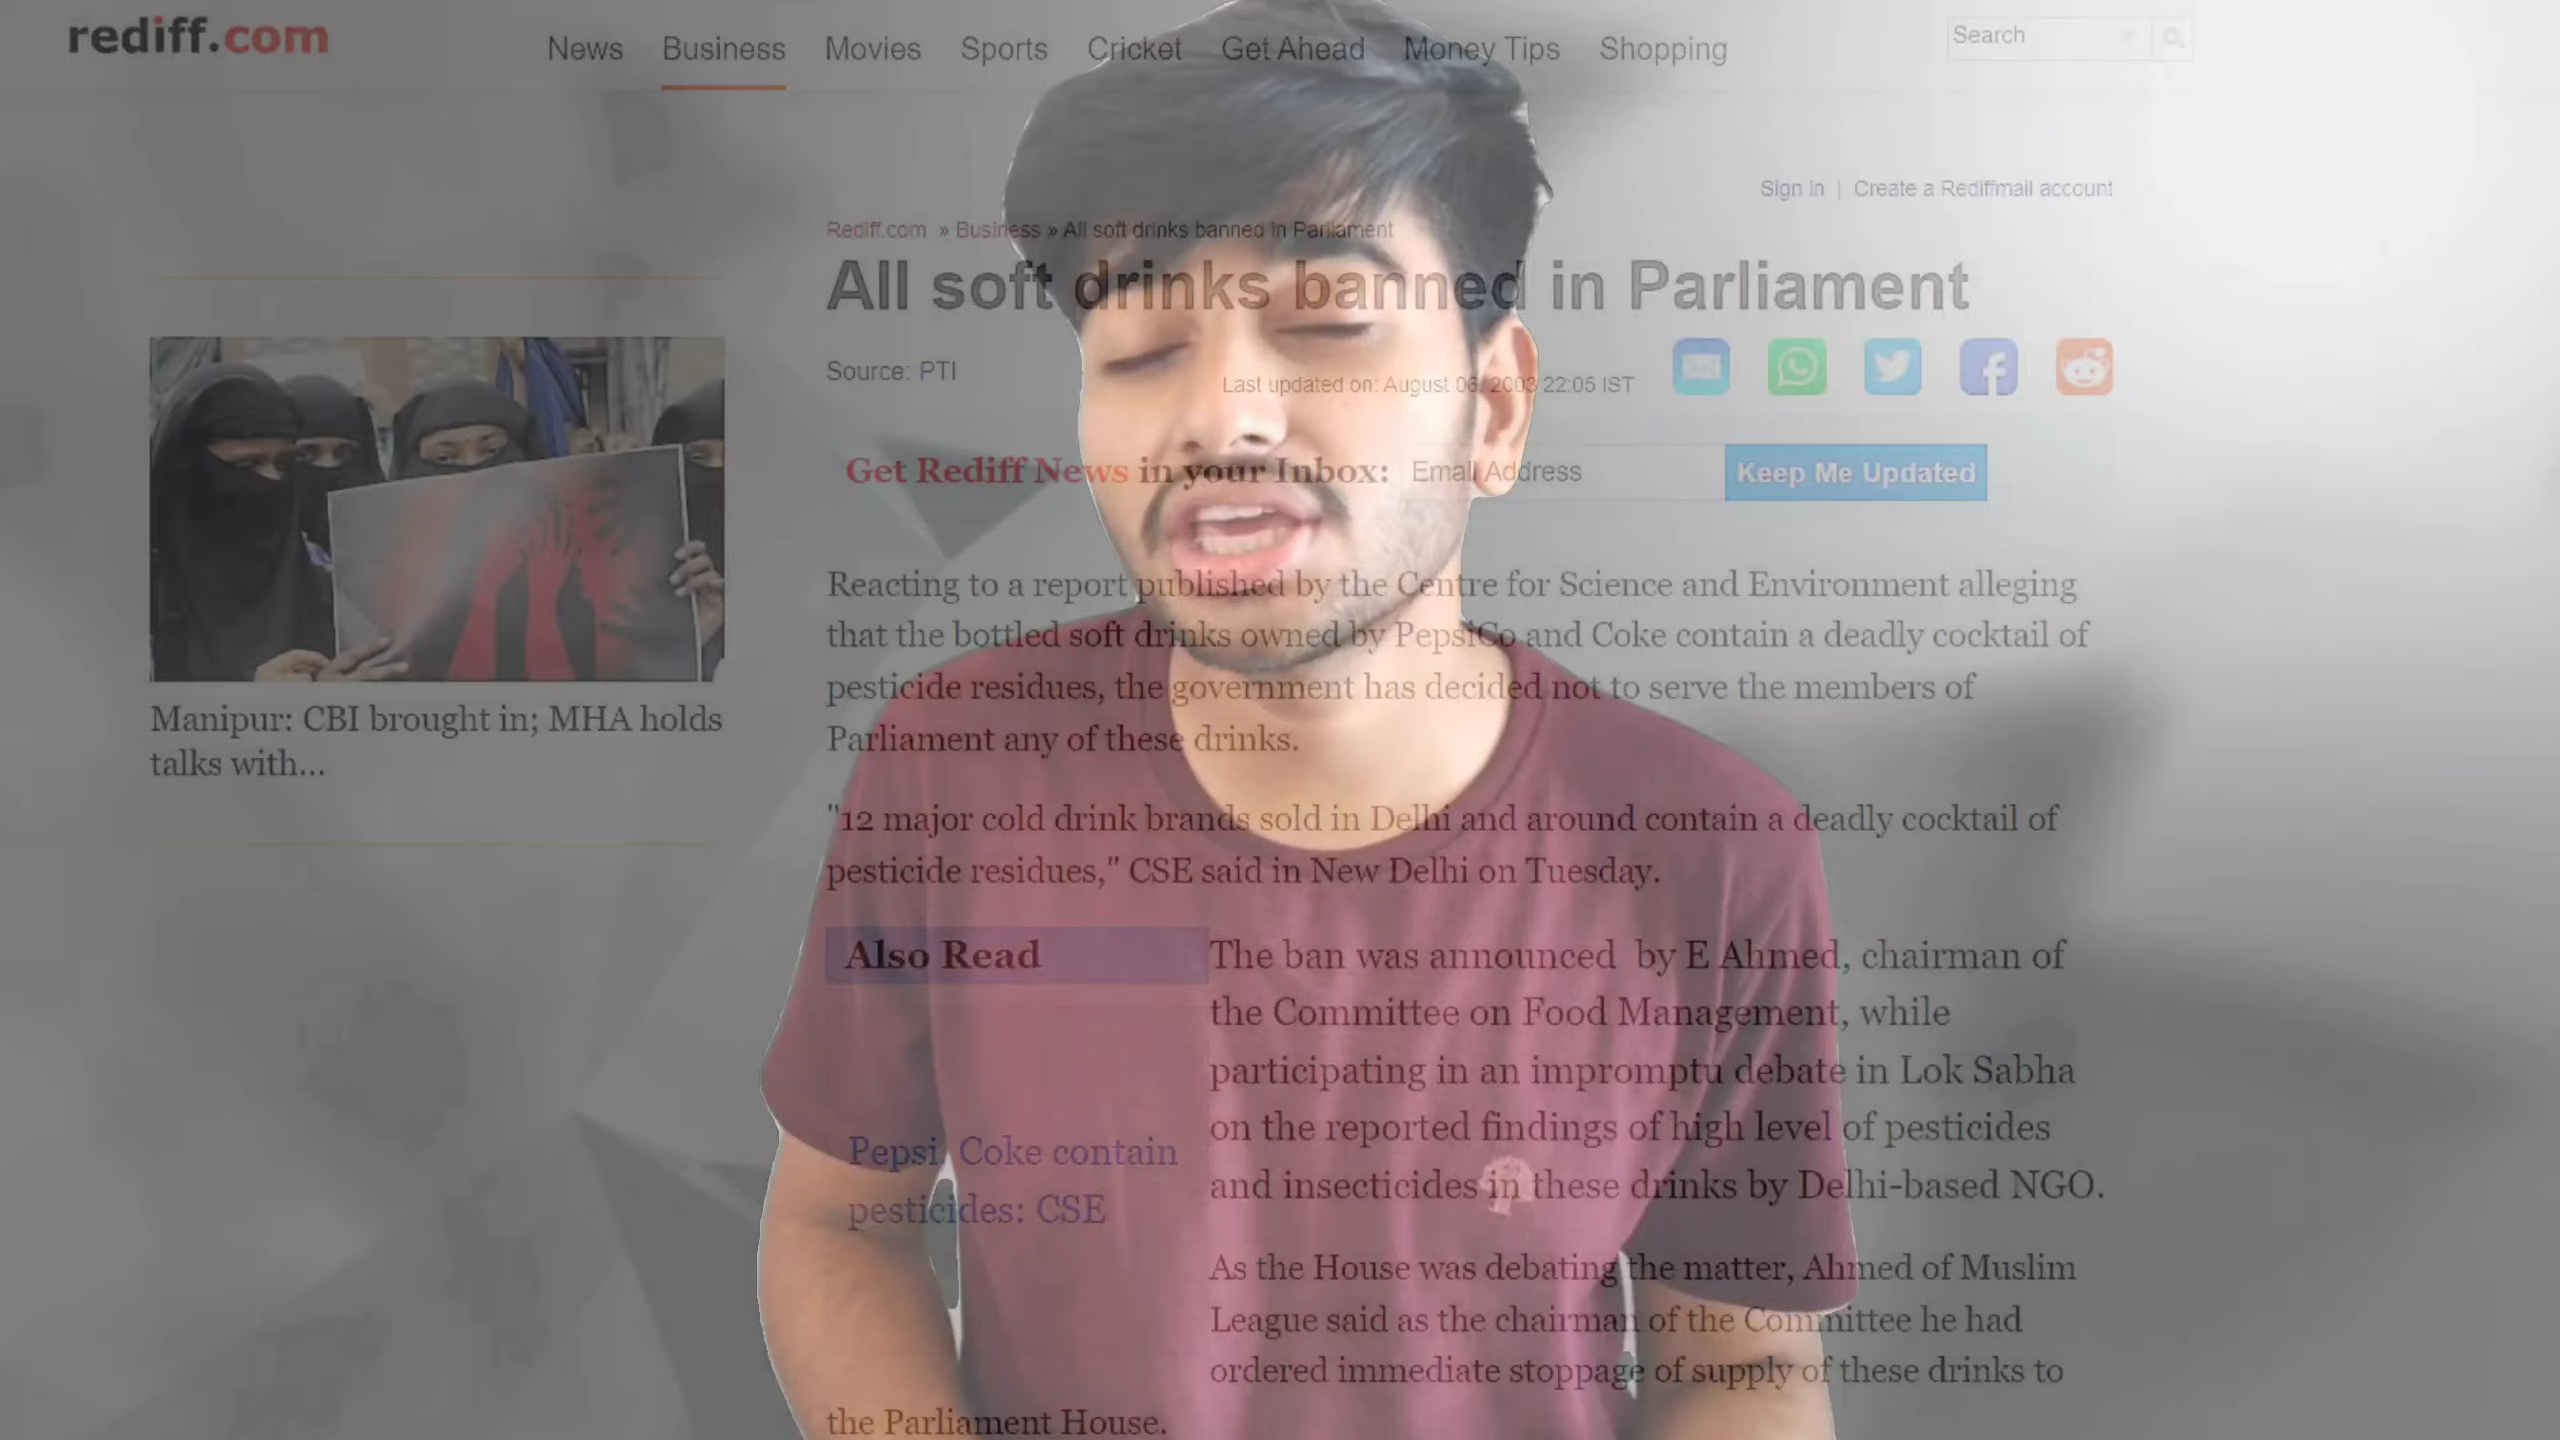 rediff.com
News Business Movies Sports Cricket Get Ahead Money Tips Shopping
Search
Sign In | Create a Rediffmail account
Rediff.com » Business » All soft drinks banned in Parliament
All soft drinks banned in Parliament
Source: PTI
Last updated on: August 06, 2003 22:05 IST
Get Rediff News in your Inbox: Email Address Keep Me Updated
Manipur: CBI brought in; MHA holds
talks with...
Reacting to a report published by the Centre for Science and Environment alleging
that the bottled soft drinks owned by PepsiCo and Coke contain a deadly cocktail of
pesticide residues, the government has decided not to serve the members of
Parliament any of these drinks.
"12 major cold drink brands sold in Delhi and around contain a deadly cocktail of
pesticide residues," CSE said in New Delhi on Tuesday.
Also Read
Pepsi, Coke contain
pesticides: CSE
The ban was announced by E Ahmed, chairman of
the Committee on Food Management, while
participating in an impromptu debate in Lok Sabha
on the reported findings of high level of pesticides
and insecticides in these drinks by Delhi-based NGO.
As the House was debating the matter, Ahmed of Muslim
League said as the chairman of the Committee he had
ordered immediate stoppage of supply of these drinks to
the Parliament House.